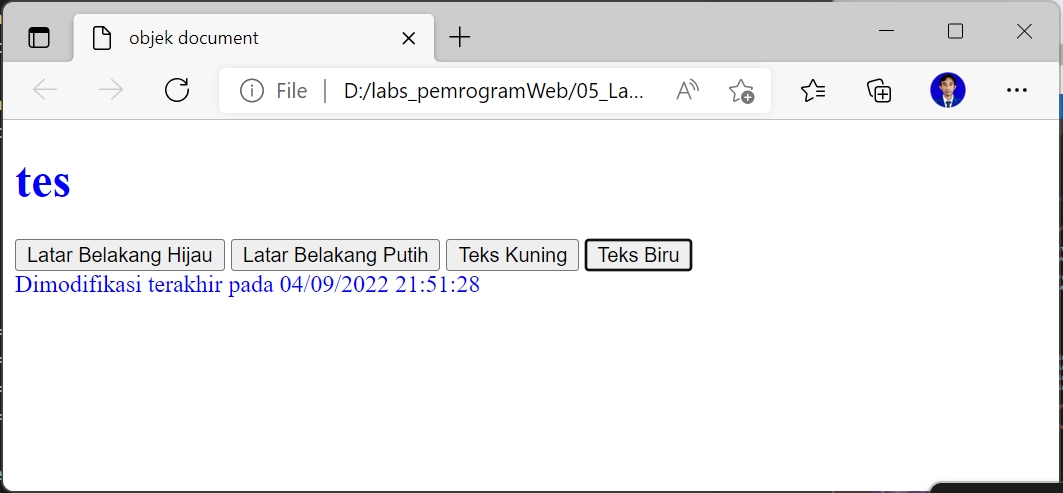 objek document
File | D:/labs_pemrogramWeb/05_La...
tes
Latar Belakang Hijau Latar Belakang Putih Teks Kuning Teks Biru
Dimodifikasi terakhir pada 04/09/2022 21:51:28